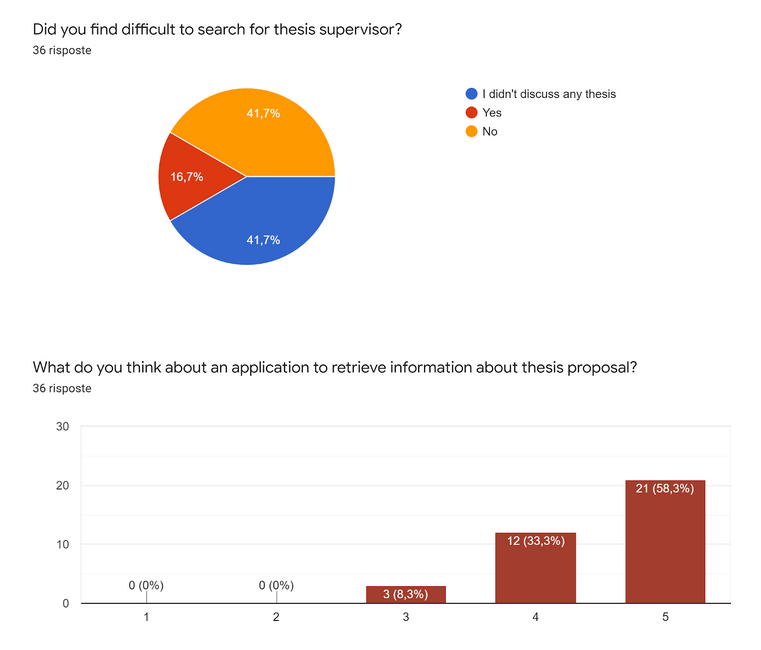 Did you find difficult to search for thesis supervisor?
36 risposte
41,7%
I didn't discuss any thesis
Yes
No
16,7%
41,7%
What do you think about an application to retrieve information about thesis proposal?
36 risposte
30
20
10
0
0 (0%)
0 (0%)
3 (8,3%)
12 (33,3%)
21 (58,3%)
1
2
3
4
5